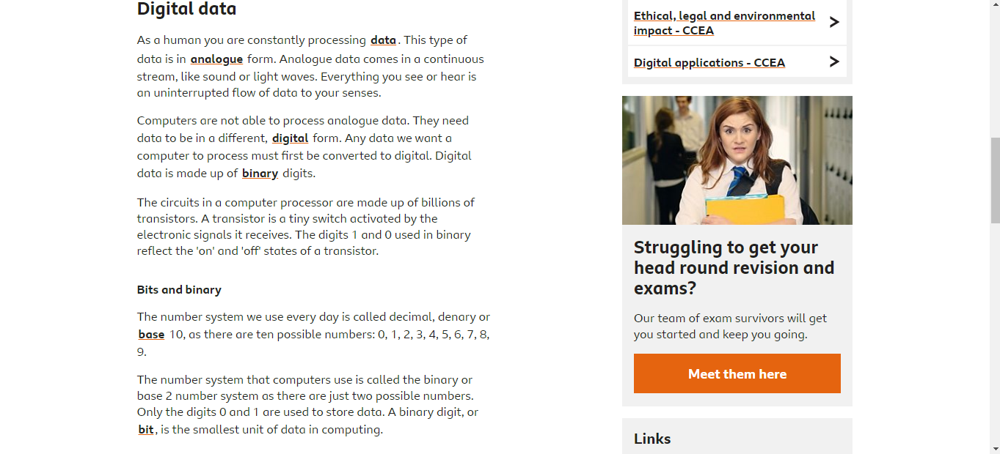 Digital data
As a human you are constantly processing data. This type of
data is in analogue form. Analogue data comes in a continuous
stream, like sound or light waves. Everything you see or hear is
an uninterrupted flow of data to your senses.
Computers are not able to process analogue data. They need
data to be in a different, digital form. Any data we want a
computer to process must first be converted to digital. Digital
data is made up of binary digits.
The circuits in a computer processor are made up of billions of
transistors. A transistor is a tiny switch activated by the
electronic signals it receives. The digits 1 and 0 used in binary
reflect the 'on' and 'off' states of a transistor.
Bits and binary
The number system we use every day is called decimal, denary or
base 10, as there are ten possible numbers: 0, 1, 2, 3, 4, 5, 6, 7, 8,
9.
The number system that computers use is called the binary or
base 2 number system as there are just two possible numbers.
Only the digits 0 and 1 are used to store data. A binary digit, or
bit, is the smallest unit of data in computing.
Ethical, legal and environmental
impact - CCEA
Digital applications - CCEA
Struggling to get your
head round revision and
exams?
Our team of exam survivors will get
you started and keep you going.
Meet them here
Links